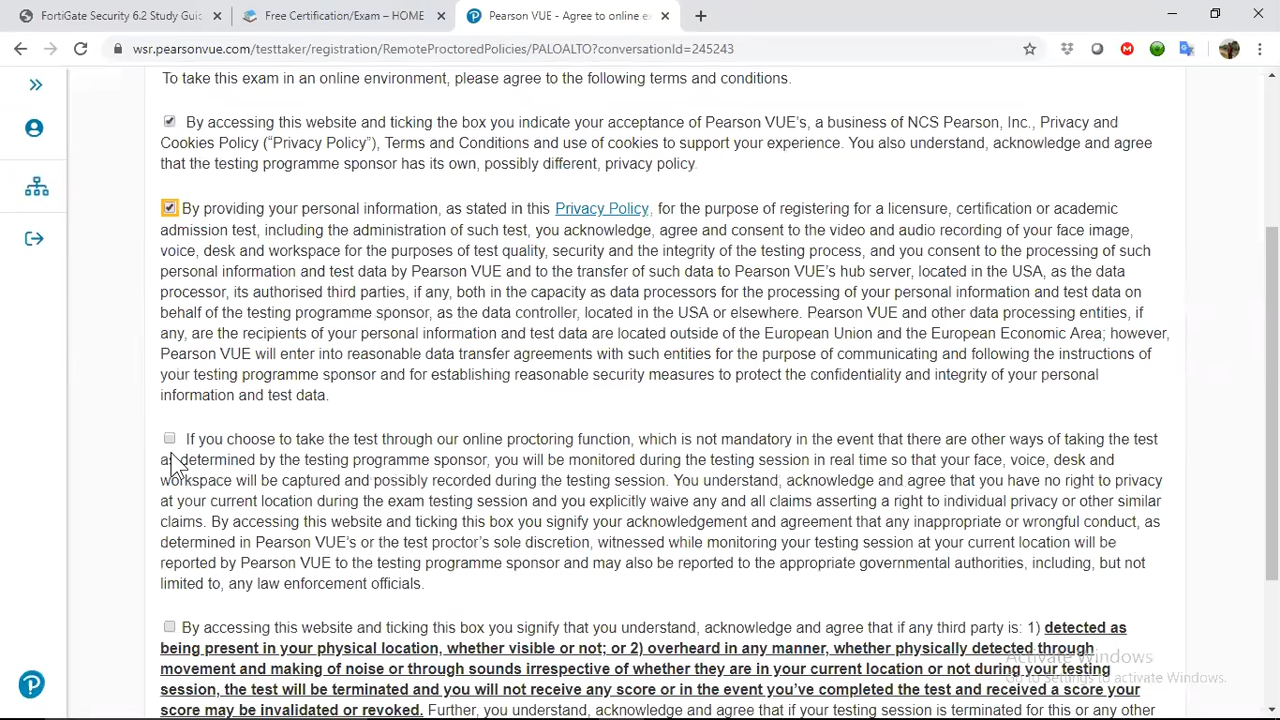 FortiGate Security 6.2 Study Gui
Free Certification/Exam – HOME
Pearson VUE - Agree to online e
wsr.pearsonvue.com/testtaker/registration/RemoteProctoredPolicies/PALOALTO?conversationId=245243
To take this exam in an online environment, please agree to the following terms and conditions.
By accessing this website and ticking the box you indicate your acceptance of Pearson VUE's, a business of NCS Pearson, Inc., Privacy and
Cookies Policy ("Privacy Policy"), Terms and Conditions and use of cookies to support your experience. You also understand, acknowledge and agree
that the testing programme sponsor has its own, possibly different, privacy policy.
By providing your personal information, as stated in this Privacy Policy, for the purpose of registering for a licensure, certification or academic
admission test, including the administration of such test, you acknowledge, agree and consent to the video and audio recording of your face image,
voice, desk and workspace for the purposes of test quality, security and the integrity of the testing process, and you consent to the processing of such
personal information and test data by Pearson VUE and to the transfer of such data to Pearson VUE's hub server, located in the USA, as the data
processor, its authorised third parties, if any, both in the capacity as data processors for the processing of your personal information and test data on
behalf of the testing programme sponsor, as the data controller, located in the USA or elsewhere. Pearson VUE and other data processing entities, if
any, are the recipients of your personal information and test data are located outside of the European Union and the European Economic Area; however,
Pearson VUE will enter into reasonable data transfer agreements with such entities for the purpose of communicating and following the instructions of
your testing programme sponsor and for establishing reasonable security measures to protect the confidentiality and integrity of your personal
information and test data.
If you choose to take the test through our online proctoring function, which is not mandatory in the event that there are other ways of taking the test
as determined by the testing programme sponsor, you will be monitored during the testing session in real time so that your face, voice, desk and
workspace will be captured and possibly recorded during the testing session. You understand, acknowledge and agree that you have no right to privacy
at your current location during the exam testing session and you explicitly waive any and all claims asserting a right to individual privacy or other similar
claims. By accessing this website and ticking this box you signify your acknowledgement and agreement that any inappropriate or wrongful conduct, as
determined in Pearson VUE's or the test proctor's sole discretion, witnessed while monitoring your testing session at your current location will be
reported by Pearson VUE to the testing programme sponsor and may also be reported to the appropriate governmental authorities, including, but not
limited to, any law enforcement officials.
By accessing this website and ticking this box you signify that you understand, acknowledge and agree that if any third party is: 1) detected as
being present in your physical location, whether visible or not; or 2) overheard in any manner, whether physically detected through
movement and making of noise or through sounds irrespective of whether they are in your current location or not during your testing
session, the test will be terminated and you will not receive any score or in the event you've completed the test and received a score your
score may be invalidated or revoked. Further, you understand, acknowledge and agree if your testing session is terminated for this or any other
Activate Windows
Go to Settings to activate Windows.